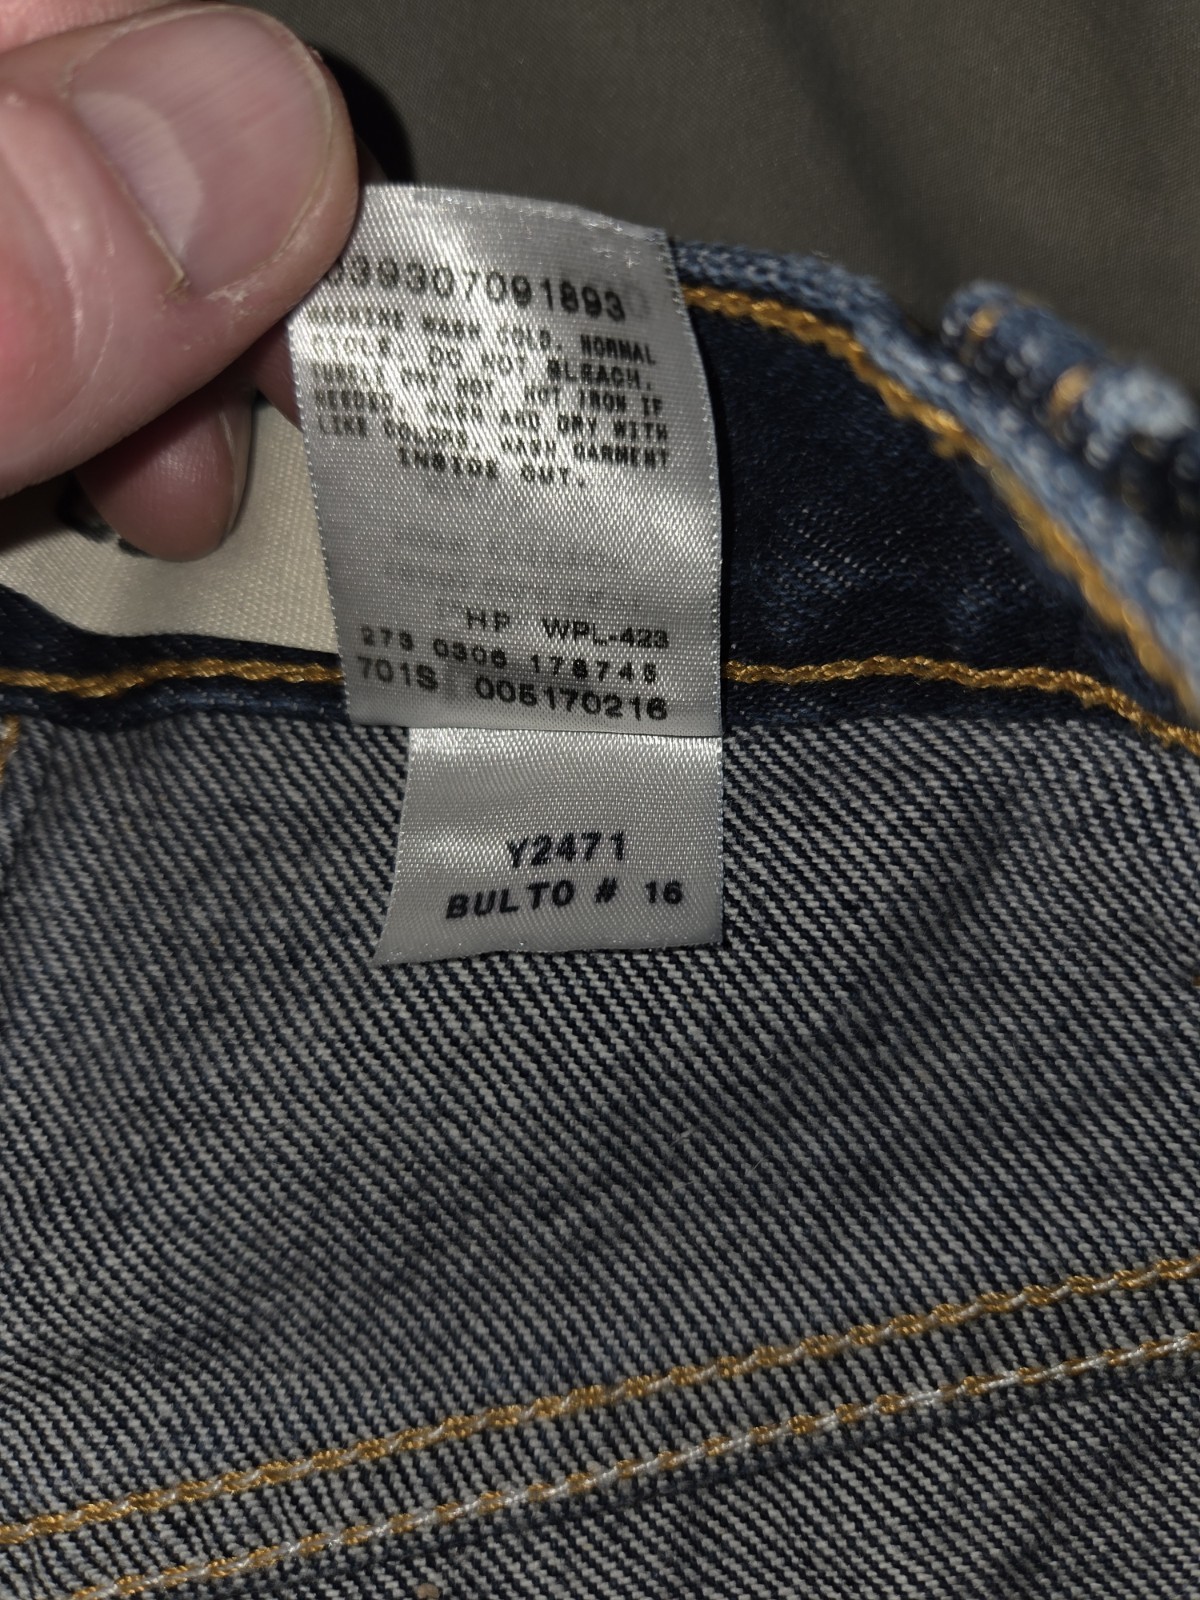 039307091893
MACHINE WASH COLD, NORMAL
CYCLE. DO NOT BLEACH.
TUMBLE DRY HOT. HOT IRON IF
NEEDED. WASH AND DRY WITH
LIKE COLORS. WASH GARMENT
INSIDE OUT.
HP WPL-423
273 0306 178745
701S 005170216
Y2471
BULTO # 16